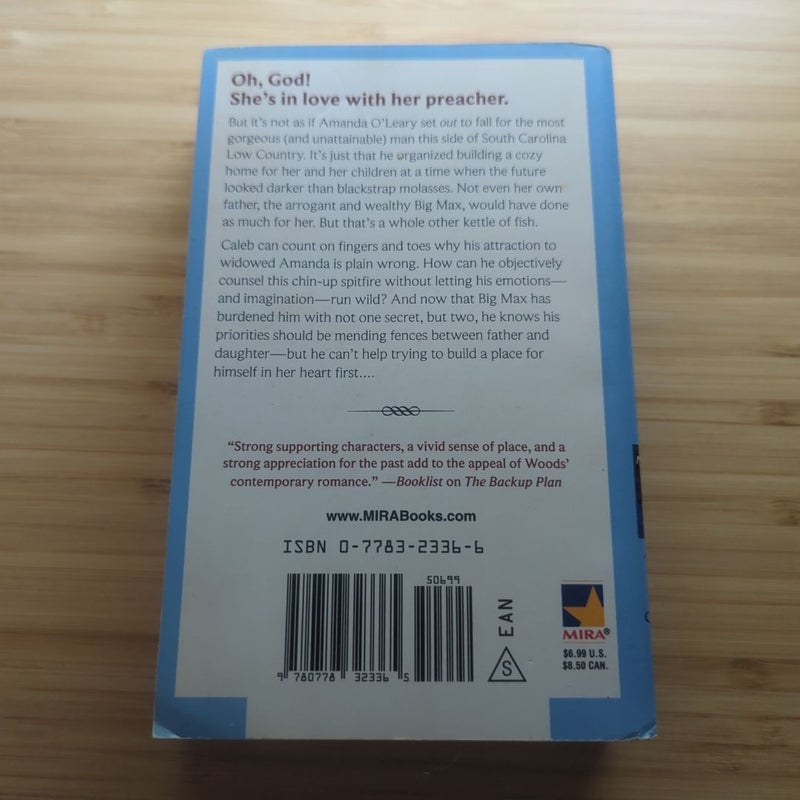 Oh, God!
She's in love with her preacher.
But it's not as if Amanda O'Leary set out to fall for the most
gorgeous (and unattainable) man this side of South Carolina
Low Country. It's just that he organized building a cozy
home for her and her children at a time when the future
looked darker than blackstrap molasses. Not even her own
father, the arrogant and wealthy Big Max, would have done
as much for her. But that's a whole other kettle of fish.
Caleb can count on fingers and toes why his attraction to
widowed Amanda is plain wrong. How can he objectively
counsel this chin-up spitfire without letting his emotions—
and imagination—run wild? And now that Big Max has
burdened him with not one secret, but two, he knows his
priorities should be mending fences between father and
daughter—but he can't help trying to build a place for
himself in her heart first....
"Strong supporting characters, a vivid sense of place, and a
strong appreciation for the past add to the appeal of Woods'
contemporary romance." —Booklist on The Backup Plan
www.MIRABooks.com
ISBN 0-7783-2336-6
50699
9 780778 32336 5
EAN
S
MIRA®
$6.99 U.S.
$8.50 CAN.